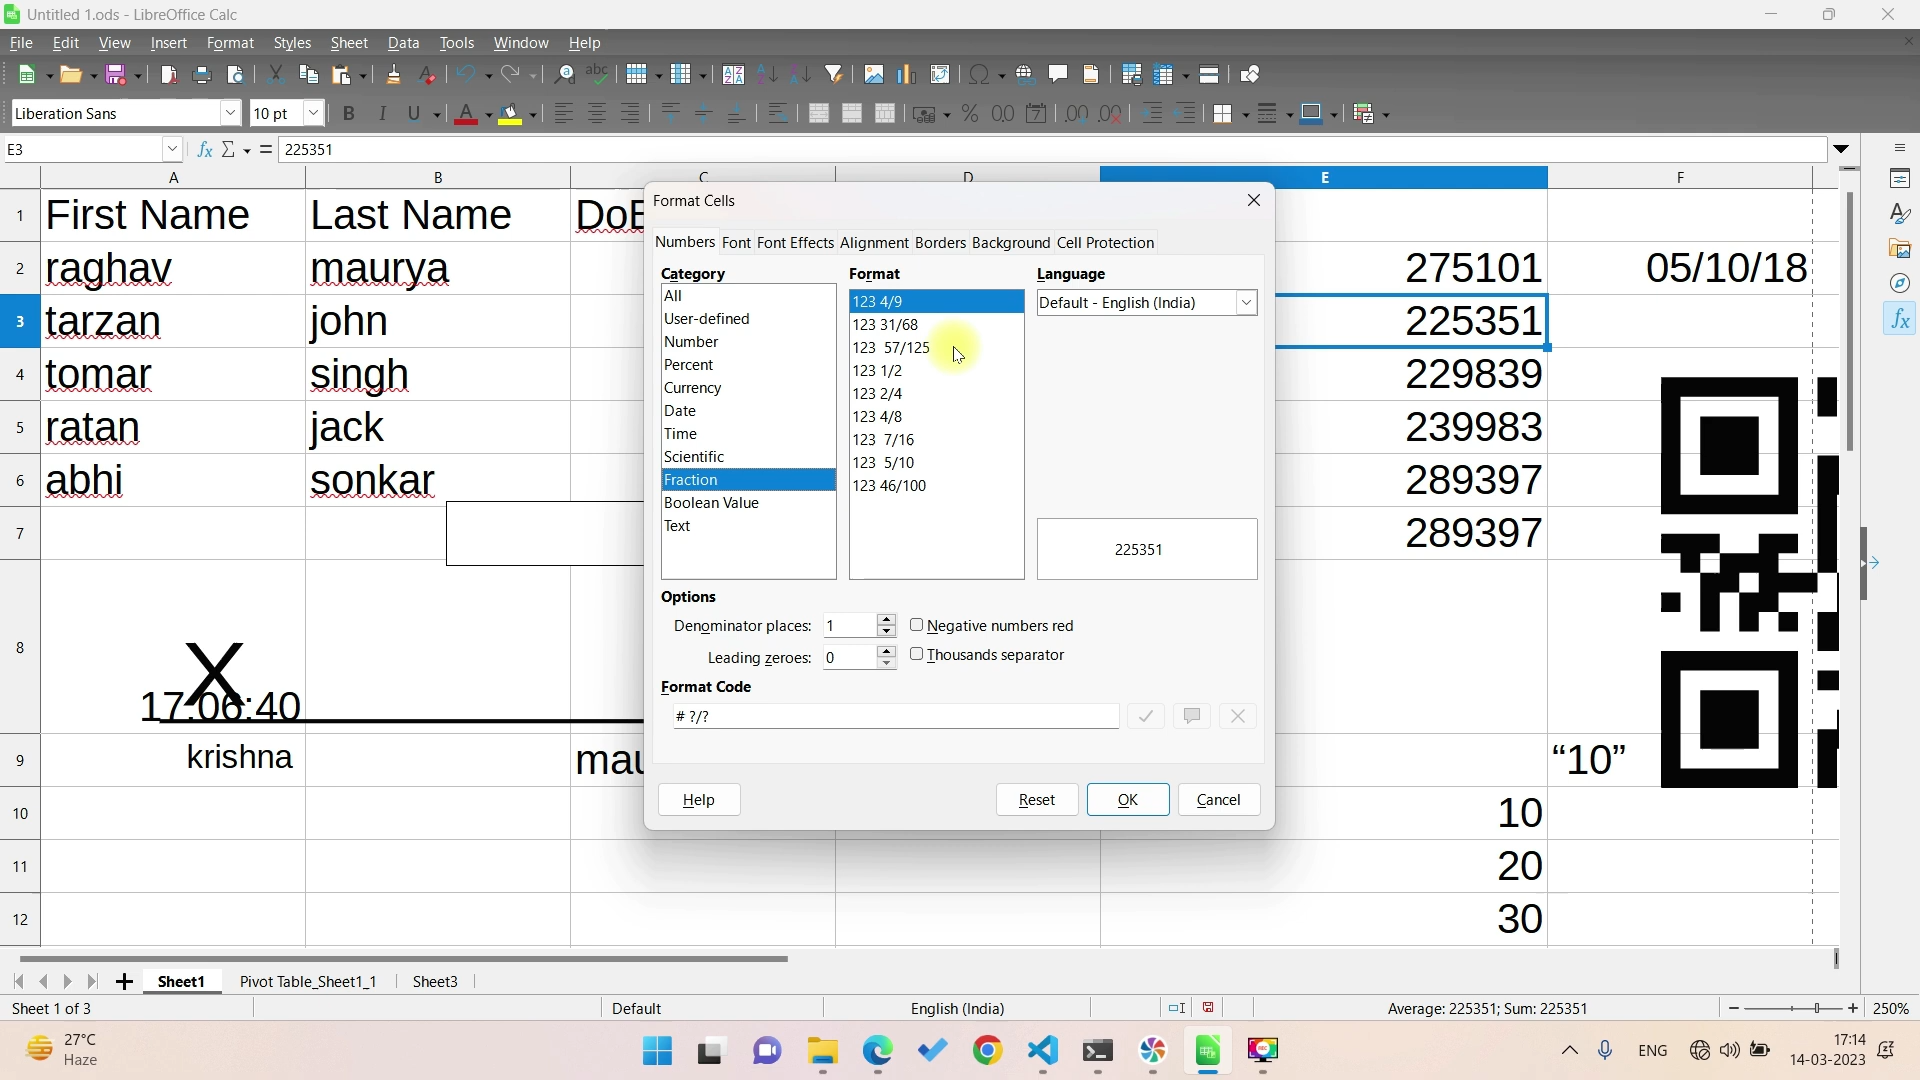 Untitled 1.ods - LibreOffice Calc
File Edit View Insert Format Styles Sheet Data Tools Window Help
Liberation Sans 10 pt
E3 225351
A B C D E F
1 First Name Last Name
2 raghav maurya 275101 05/10/18
3 tarzan john 225351
4 tomar singh 229839
5 ratan jack 239983
6 abhi sonkar 289397
7 289397
8 X
17:06:40
9 krishna “10”
10 10
11 20
12 30
Format Cells
Numbers Font Font Effects Alignment Borders Background Cell Protection
Category Format Language
All
User-defined
Number
Percent
Currency
Date
Time
Scientific
Fraction
Boolean Value
Text
123 4/9
123 31/68
123 57/125
123 1/2
123 2/4
123 4/8
123 7/16
123 5/10
123 46/100
Default - English (India)
225351
Options
Denominator places: 1 Negative numbers red
Leading zeroes: 0 Thousands separator
Format Code
# ?/?
Help Reset OK Cancel
Sheet1 Pivot Table_Sheet1_1 Sheet3
Sheet 1 of 3 Default English (India) Average: 225351; Sum: 225351 250%
27°C
Haze
ENG
17:14
14-03-2023